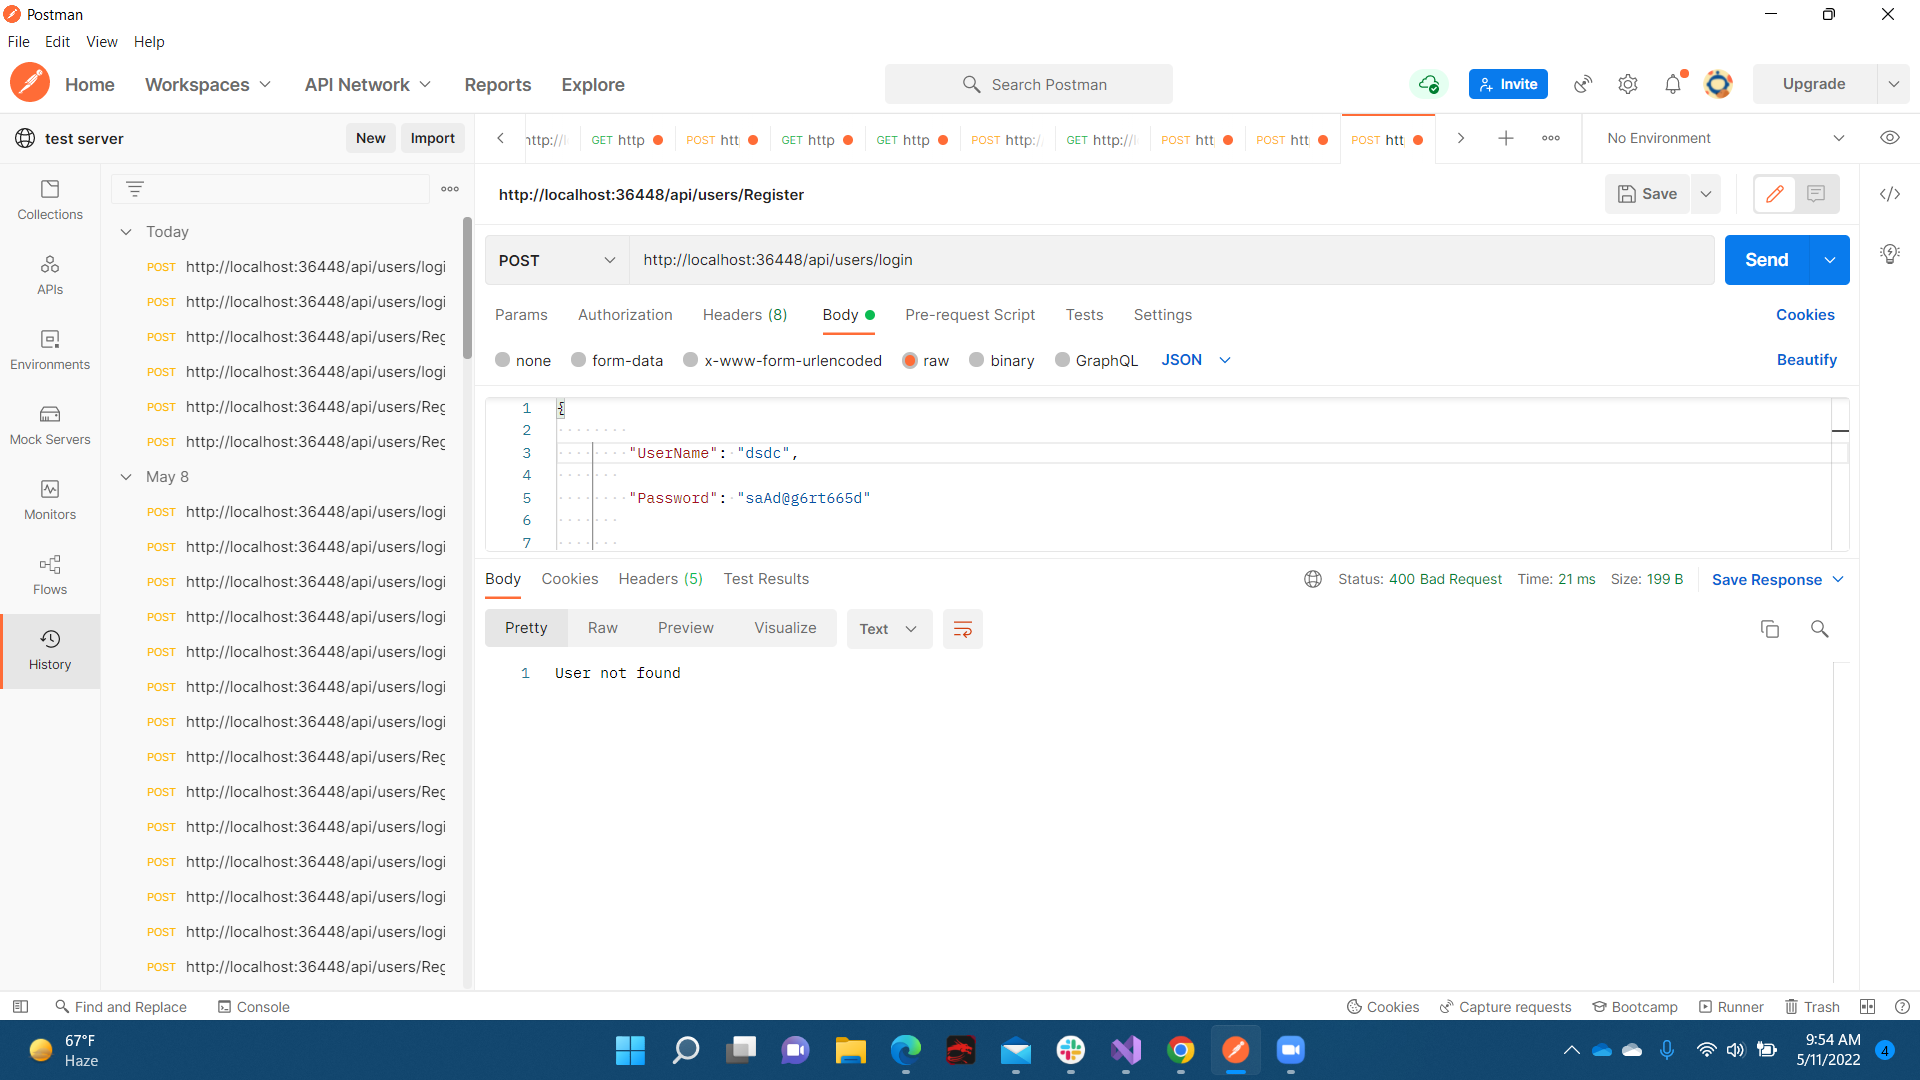 Postman
File Edit View Help
Home Workspaces API Network Reports Explore
Search Postman
Invite
Upgrade
test server
New Import
http://l
GET http
POST htt
GET http
GET http
POST http:/
GET http://
POST htt
POST htt
POST htt
No Environment
Collections
APIs
Environments
Mock Servers
Monitors
Flows
History
Today
POST http://localhost:36448/api/users/logi
POST http://localhost:36448/api/users/logi
POST http://localhost:36448/api/users/Reg
POST http://localhost:36448/api/users/logi
POST http://localhost:36448/api/users/Reg
POST http://localhost:36448/api/users/Reg
May 8
POST http://localhost:36448/api/users/logi
POST http://localhost:36448/api/users/logi
POST http://localhost:36448/api/users/logi
POST http://localhost:36448/api/users/logi
POST http://localhost:36448/api/users/logi
POST http://localhost:36448/api/users/logi
POST http://localhost:36448/api/users/logi
POST http://localhost:36448/api/users/Reg
POST http://localhost:36448/api/users/Reg
POST http://localhost:36448/api/users/logi
POST http://localhost:36448/api/users/logi
POST http://localhost:36448/api/users/logi
POST http://localhost:36448/api/users/logi
POST http://localhost:36448/api/users/Reg
http://localhost:36448/api/users/Register
Save
POST http://localhost:36448/api/users/login
Send
Params Authorization Headers (8) Body Pre-request Script Tests Settings
Cookies
none form-data x-www-form-urlencoded raw binary GraphQL JSON
Beautify
1 {
2
3 "UserName": "dsdc",
4
5 "Password": "saAd@g6rt665d"
6
7
Body Cookies Headers (5) Test Results
Status: 400 Bad Request Time: 21 ms Size: 199 B
Save Response
Pretty Raw Preview Visualize Text
1 User not found
Find and Replace Console
Cookies Capture requests Bootcamp Runner Trash
67°F
Haze
9:54 AM
5/11/2022
4